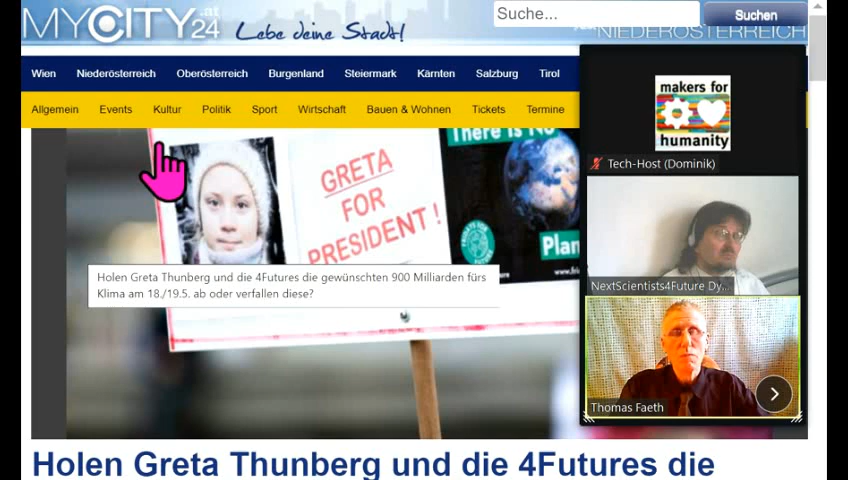 MYCITY24.at
Lebe deine Stadt!
Suche...
Suchen
NIEDERÖSTERREICH
Wien Niederösterreich Oberösterreich Burgenland Steiermark Kärnten Salzburg Tirol
Allgemein Events Kultur Politik Sport Wirtschaft Bauen & Wohnen Tickets Termine
GRETA
FOR
PRESIDENT !
There is No
Plan
Holen Greta Thunberg und die 4Futures die gewünschten 900 Milliarden fürs
Klima am 18./19.5. ab oder verfallen diese?
makers for
humanity
Tech-Host (Dominik)
NextScientists4Future Dy...
Thomas Faeth
Holen Greta Thunberg und die 4Futures die